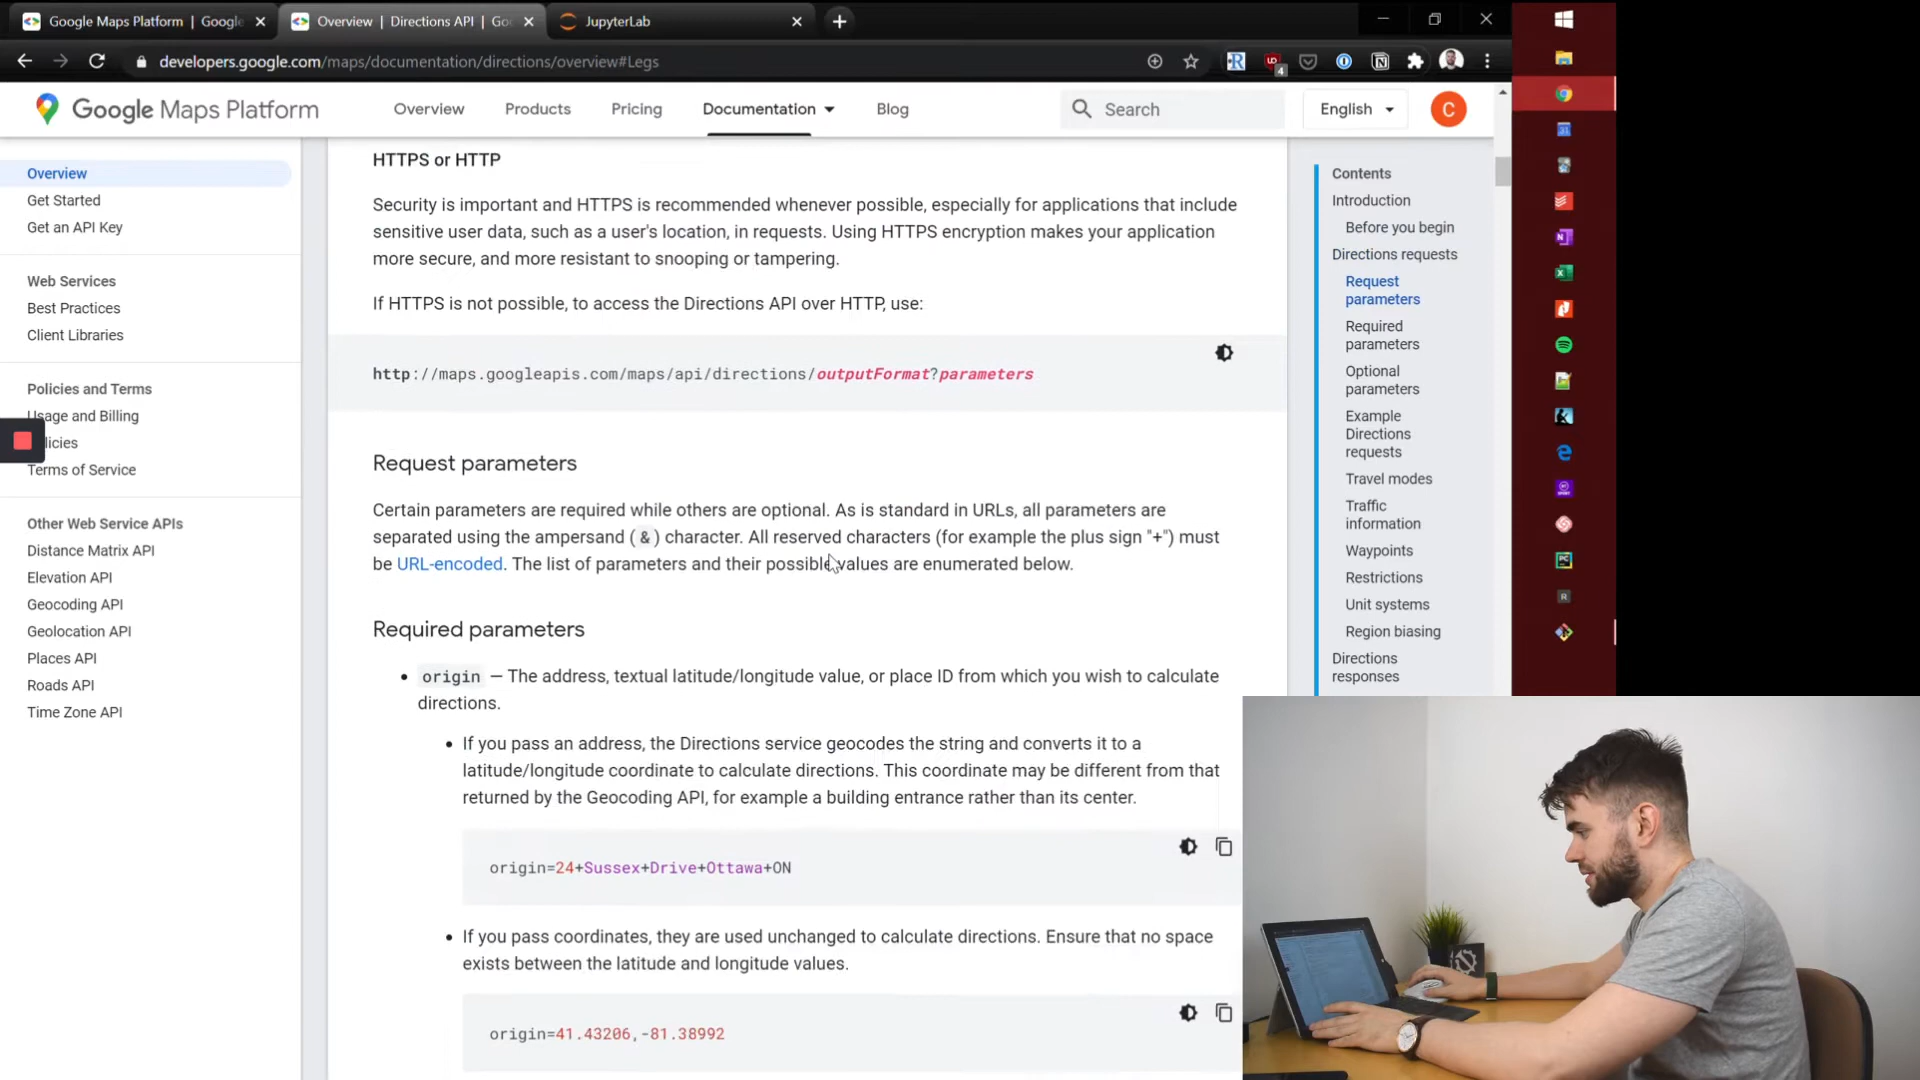 Google Maps Platform | Google
Overview | Directions API | Goo
JupyterLab
developers.google.com/maps/documentation/directions/overview#Legs
4
Google Maps Platform
Overview
Products
Pricing
Documentation
Blog
Search
English
C
Overview
Get Started
Get an API Key
Web Services
Best Practices
Client Libraries
Policies and Terms
Usage and Billing
licies
Terms of Service
Other Web Service APIs
Distance Matrix API
Elevation API
Geocoding API
Geolocation API
Places API
Roads API
Time Zone API
HTTPS or HTTP
Security is important and HTTPS is recommended whenever possible, especially for applications that include
sensitive user data, such as a user's location, in requests. Using HTTPS encryption makes your application
more secure, and more resistant to snooping or tampering.
If HTTPS is not possible, to access the Directions API over HTTP, use:
http://maps.googleapis.com/maps/api/directions/outputFormat?parameters
Request parameters
Certain parameters are required while others are optional. As is standard in URLs, all parameters are
separated using the ampersand (&) character. All reserved characters (for example the plus sign "+") must
be URL-encoded. The list of parameters and their possible values are enumerated below.
Required parameters
• origin — The address, textual latitude/longitude value, or place ID from which you wish to calculate
directions.
• If you pass an address, the Directions service geocodes the string and converts it to a
latitude/longitude coordinate to calculate directions. This coordinate may be different from that
returned by the Geocoding API, for example a building entrance rather than its center.
origin=24+Sussex+Drive+Ottawa+ON
• If you pass coordinates, they are used unchanged to calculate directions. Ensure that no space
exists between the latitude and longitude values.
origin=41.43206,-81.38992
Contents
Introduction
Before you begin
Directions requests
Request
parameters
Required
parameters
Optional
parameters
Example
Directions
requests
Travel modes
Traffic
information
Waypoints
Restrictions
Unit systems
Region biasing
Directions
responses